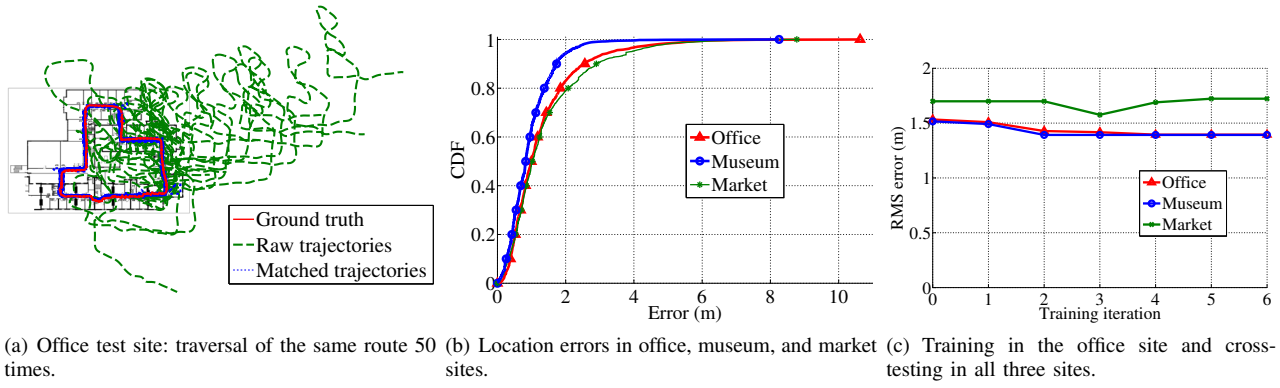 Ground truth
Raw trajectories
Matched trajectories
(a) Office test site: traversal of the same route 50
times.
1
0.8
0.6
0.4
0.2
0
CDF
0 2 4 6 8 10
Error (m)
Office
Museum
Market
(b) Location errors in office, museum, and market
sites.
2
1.5
1
0.5
0
RMS error (m)
0 1 2 3 4 5 6
Training iteration
Office
Museum
Market
(c) Training in the office site and cross-
testing in all three sites.